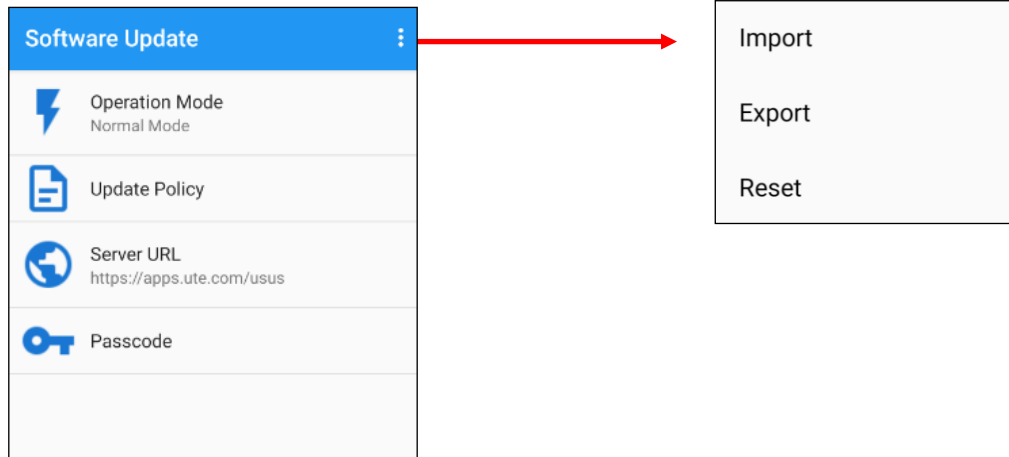 Software Update
Operation Mode
Normal Mode
Update Policy
Server URL
https://apps.ute.com/usus
Passcode
Import
Export
Reset